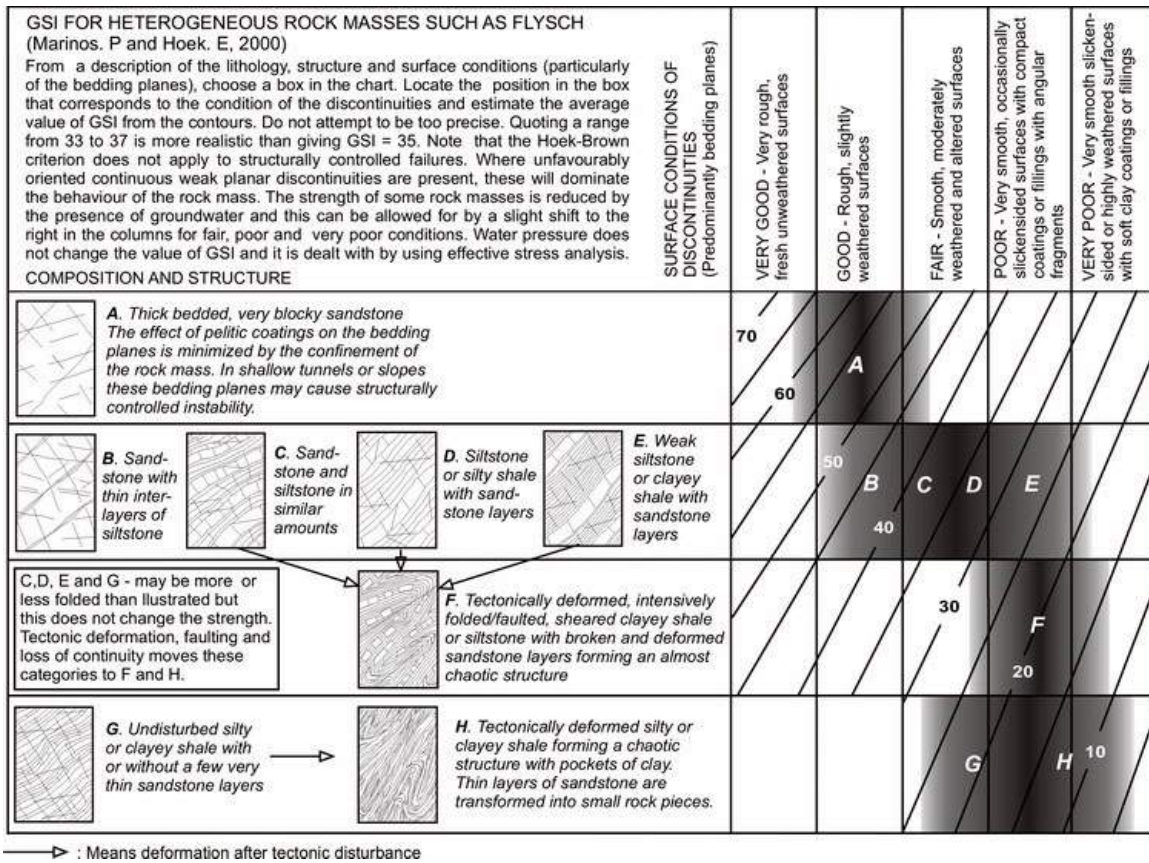 GSI FOR HETEROGENEOUS ROCK MASSES SUCH AS FLYSCH
(Marinos. P and Hoek. E, 2000)
From a description of the lithology, structure and surface conditions (particularly
of the bedding planes), choose a box in the chart. Locate the position in the box
that corresponds to the condition of the discontinuities and estimate the average
value of GSI from the contours. Do not attempt to be too precise. Quoting a range
from 33 to 37 is more realistic than giving GSI = 35. Note that the Hoek-Brown
criterion does not apply to structurally controlled failures. Where unfavourably
oriented continuous weak planar discontinuities are present, these will dominate
the behaviour of the rock mass. The strength of some rock masses is reduced by
the presence of groundwater and this can be allowed for by a slight shift to the
right in the columns for fair, poor and very poor conditions. Water pressure does
not change the value of GSI and it is dealt with by using effective stress analysis.
COMPOSITION AND STRUCTURE
SURFACE CONDITIONS OF
DISCONTINUITIES
(Predominantly bedding planes)
VERY GOOD - Very rough,
fresh unweathered surfaces
GOOD - Rough, slightly
weathered surfaces
FAIR - Smooth, moderately
weathered and altered surfaces
POOR - Very smooth, occasionally
slickensided surfaces with compact
coatings or fillings with angular
fragments
VERY POOR - Very smooth slicken-
sided or highly weathered surfaces
with soft clay coatings or fillings
A. Thick bedded, very blocky sandstone
The effect of pelitic coatings on the bedding
planes is minimized by the confinement of
the rock mass. In shallow tunnels or slopes
these bedding planes may cause structurally
controlled instability.
70
60
A
B. Sand-
stone with
thin inter-
layers of
siltstone
C. Sand-
stone and
siltstone in
similar
amounts
D. Siltstone
or silty shale
with sand-
stone layers
E. Weak
siltstone
or clayey
shale with
sandstone
layers
50
B
C
D
E
40
C,D, E and G - may be more or
less folded than llustrated but
this does not change the strength.
Tectonic deformation, faulting and
loss of continuity moves these
categories to F and H.
F. Tectonically deformed, intensively
folded/faulted, sheared clayey shale
or siltstone with broken and deformed
sandstone layers forming an almost
chaotic structure
30
F
20
G. Undisturbed silty
or clayey shale with
or without a few very
thin sandstone layers
H. Tectonically deformed silty or
clayey shale forming a chaotic
structure with pockets of clay.
Thin layers of sandstone are
transformed into small rock pieces.
G
H
10
: Means deformation after tectonic disturbance